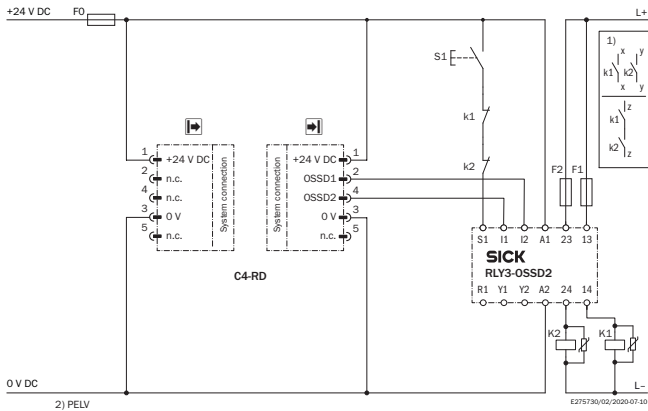 +24 V DC F0 L+
1)
x y
k1 k2
x y
z
k1
k2
z
S1
k1
k2
1 +24 V DC
2 n.c.
4 n.c.
3 0 V
5 n.c.
System connection
System connection
+24 V DC 1
OSSD1 2
OSSD2 4
0 V 3
n.c. 5
C4-RD
F2 F1
S1 I1 I2 A1 23 13
SICK
RLY3-OSSD2
R1 Y1 Y2 A2 24 14
K2 K1
0 V DC L–
2) PELV
E275730/02/2020-07-10